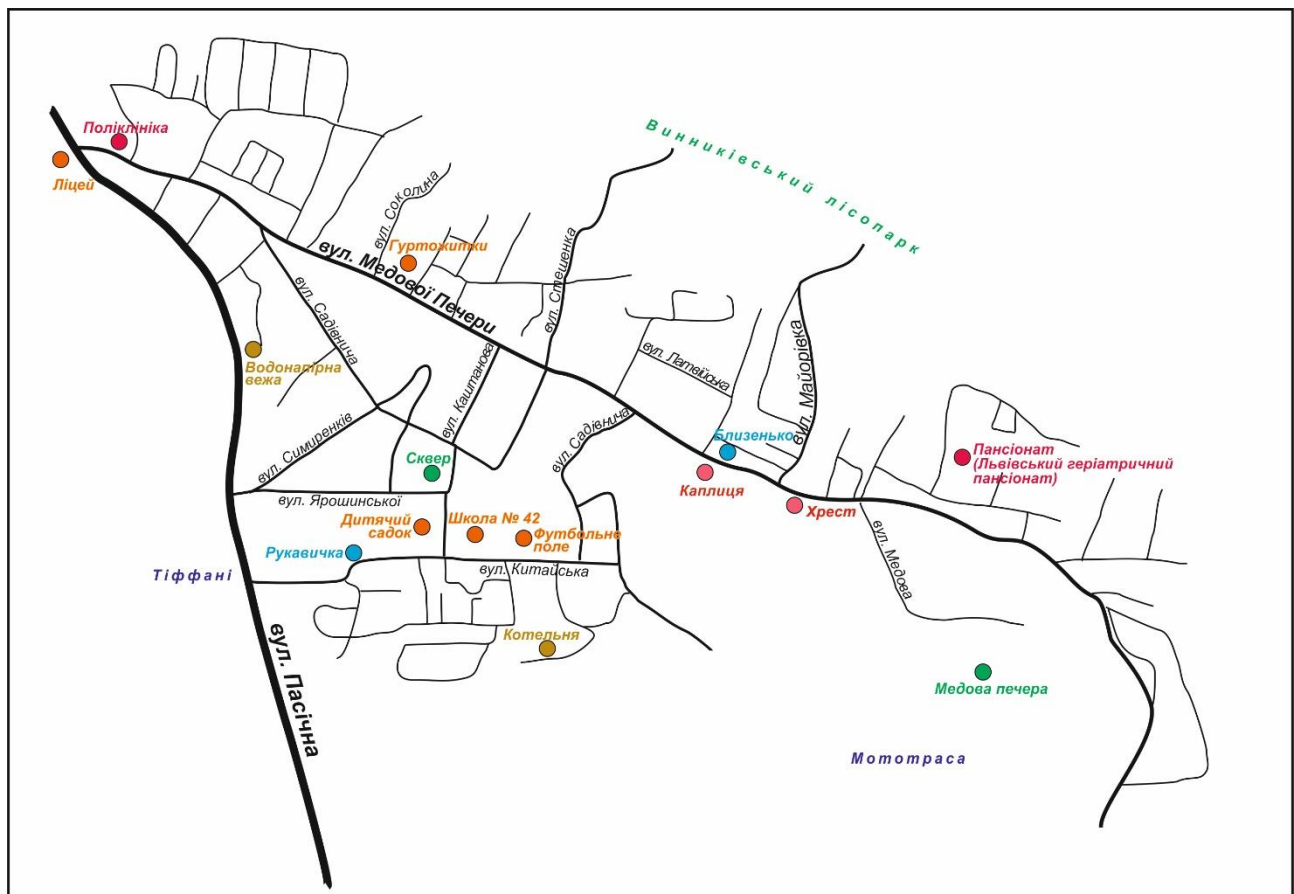 Поліклініка
Ліцей
Винниківський лісопарк
вул. Соколина
Гуртожитки
вул. Медової Печери
вул. Стешенка
вул. Садівнича
Водонапірна
вежа
вул. Каштанова
вул. Латвійська
вул. Майорівка
вул. Симиренків
вул. Садівнича
Близенько
Сквер
Каплиця
Хрест
Пансіонат
(Львівський геріатричний
пансіонат)
вул. Ярошинської
Дитячий
садок
Школа № 42
Футбольне
поле
Рукавичка
вул. Китайська
вул. Медова
Тіффані
Котельня
вул. Пасічна
Медова печера
Мототраса